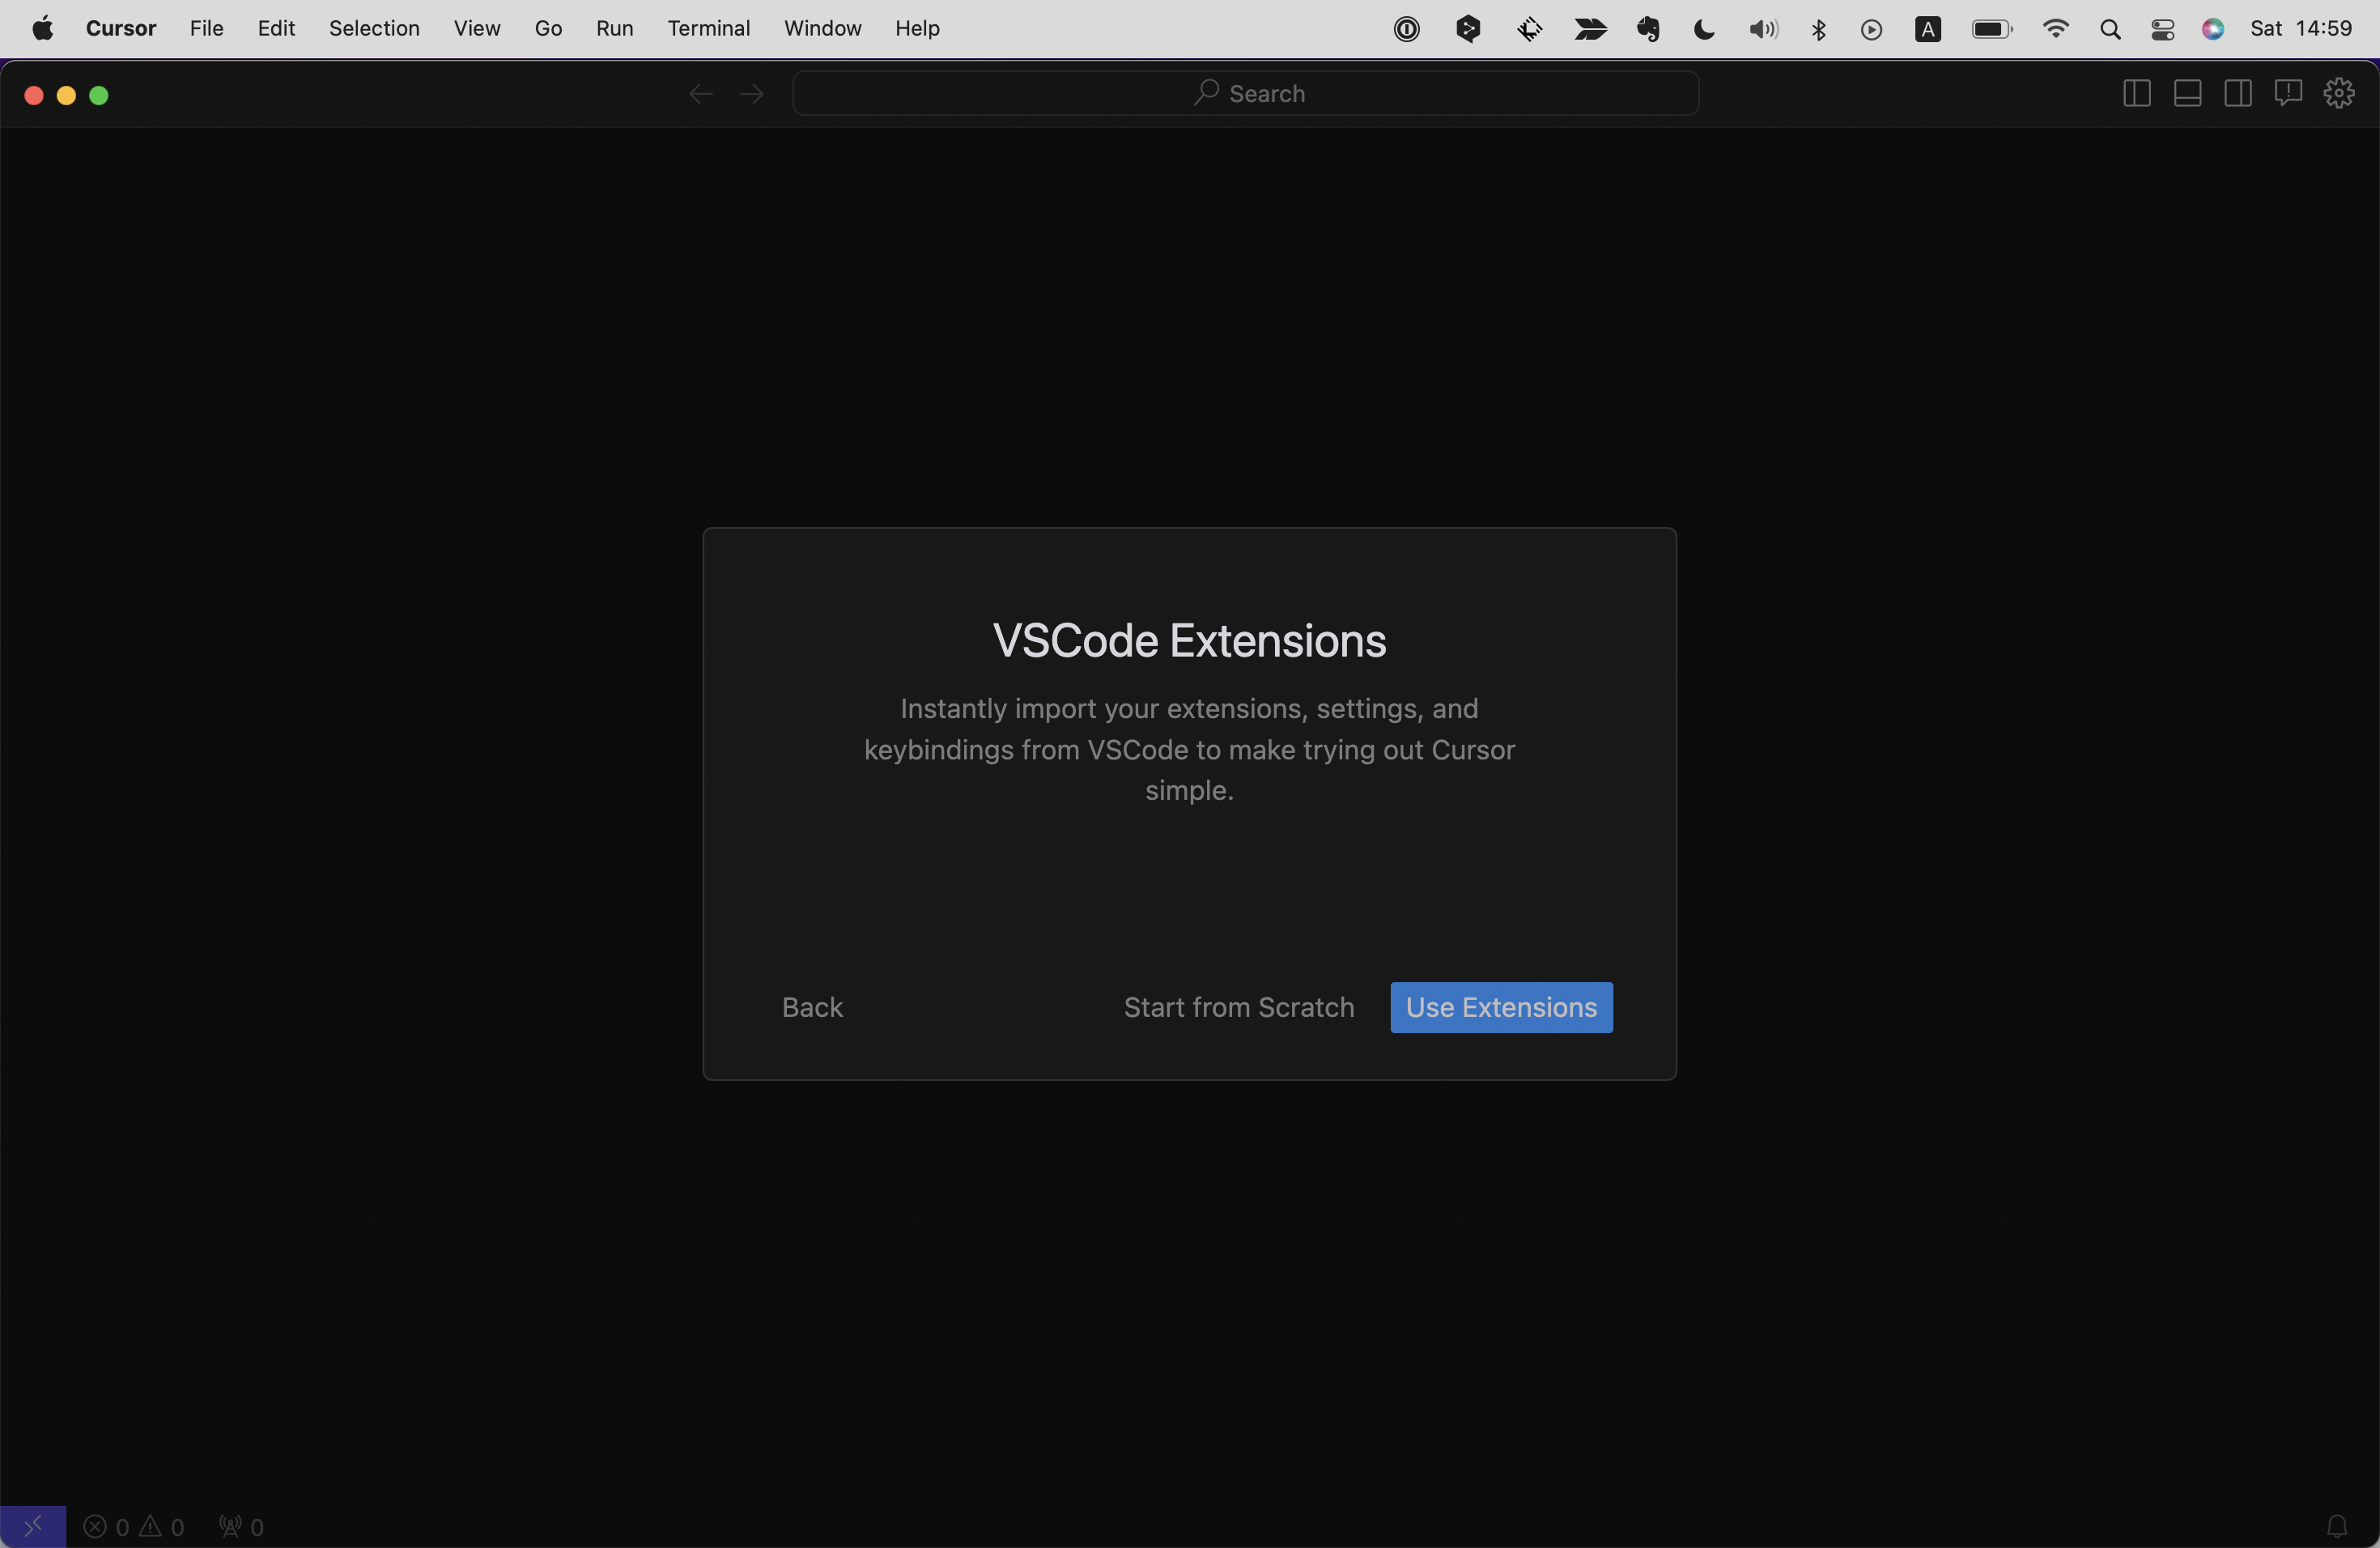 Cursor File Edit Selection View Go Run Terminal Window Help A Sat 14:59
Search
VSCode Extensions
Instantly import your extensions, settings, and
keybindings from VSCode to make trying out Cursor
simple.
Back Start from Scratch Use Extensions
0 0 0